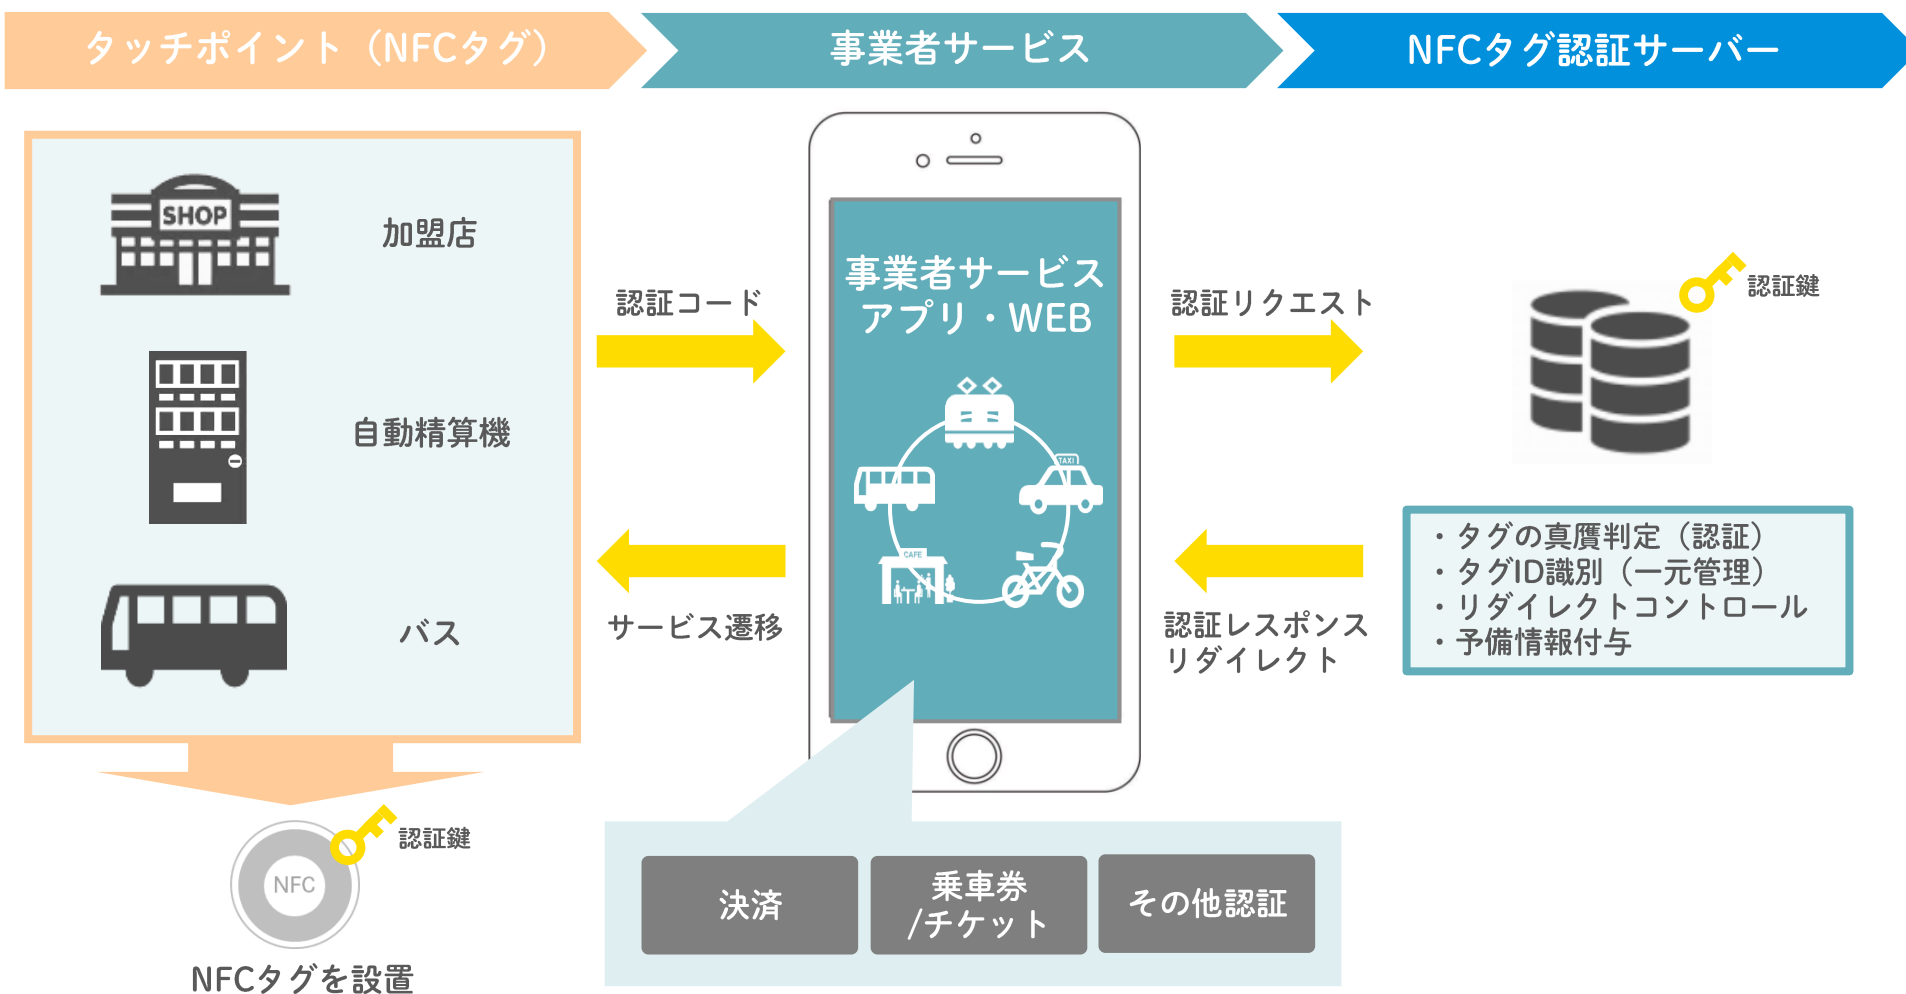 タッチポイント（NFCタグ）
事業者サービス
NFCタグ認証サーバー
SHOP
加盟店
自動精算機
バス
認証コード
サービス遷移
事業者サービス
アプリ・WEB
TAXI
CAFE
認証リクエスト
認証レスポンス
リダイレクト
認証鍵
・タグの真贋判定（認証）
・タグID識別（一元管理）
・リダイレクトコントロール
・予備情報付与
認証鍵
NFC
NFCタグを設置
決済
乗車券
/チケット
その他認証